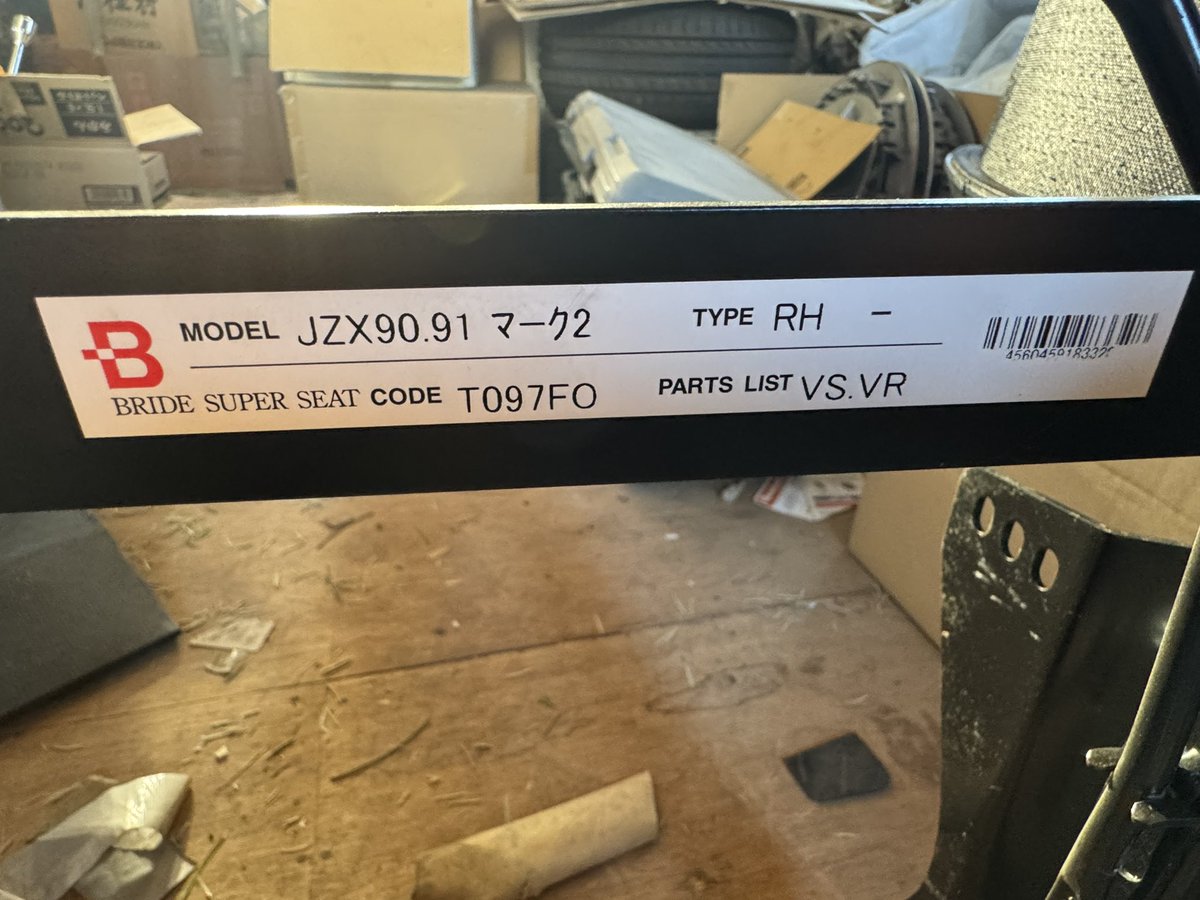 B MODEL JZX90.91 マーク2 TYPE RH -
BRIDE SUPER SEAT CODE T097FO PARTS LIST VS.VR